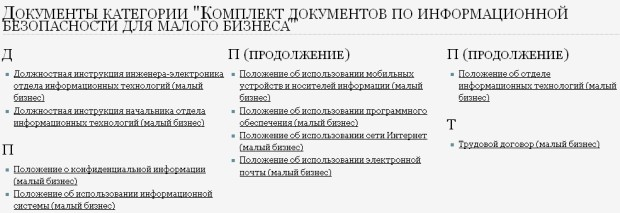 Документы категории "Комплект документов по информационной
безопасности для малого бизнеса"
Д
Должностная инструкция инженера-электроника
отдела информационных технологий (малый
бизнес)
Должностная инструкция начальника отдела
информационных технологий (малый бизнес)
П
Положение о конфиденциальной информации
(малый бизнес)
Положение об использовании информационной
системы (малый бизнес)
П (продолжение)
Положение об использовании мобильных
устройств и носителей информации (малый
бизнес)
Положение об использовании программного
обеспечения (малый бизнес)
Положение об использовании сети Интернет
(малый бизнес)
Положение об использовании электронной
почты (малый бизнес)
П (продолжение)
Положение об отделе
информационных технологий (малый
бизнес)
Т
Трудовой договор (малый бизнес)